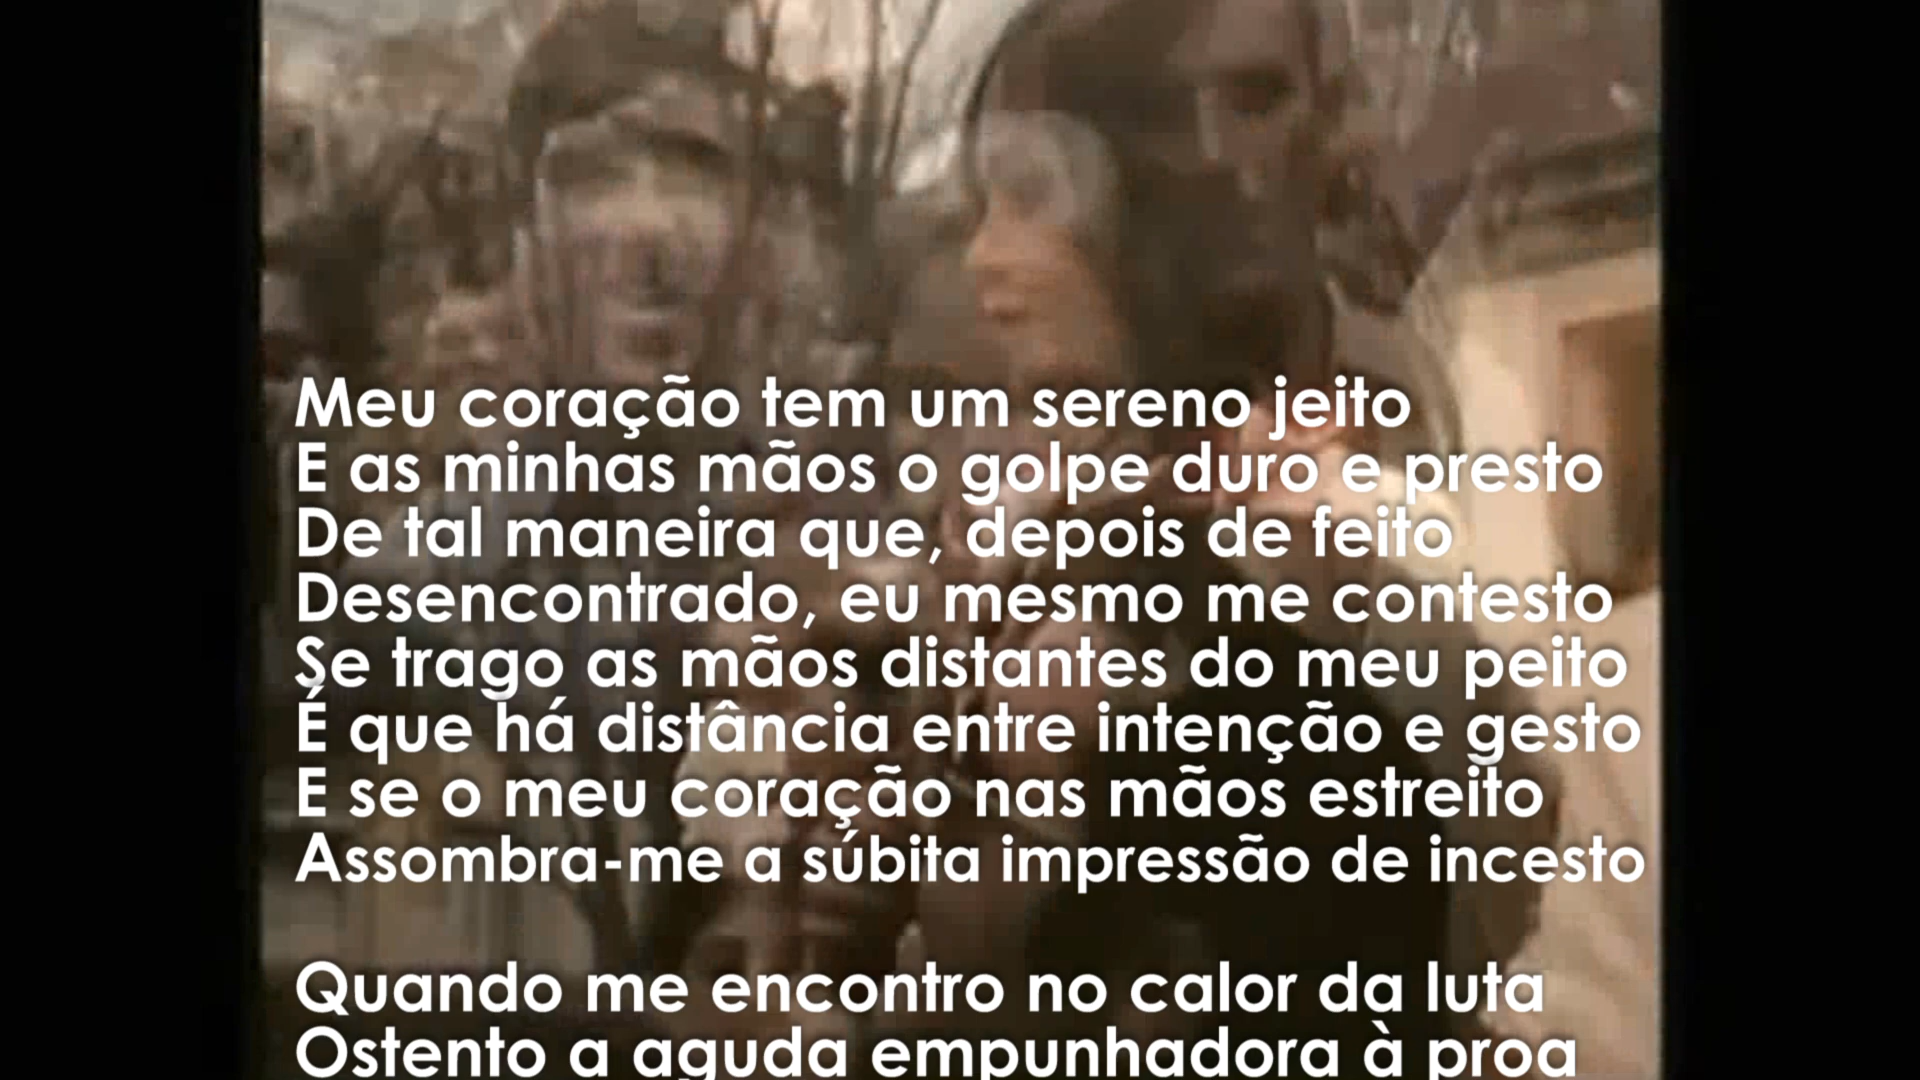 Meu coração tem um sereno jeito
E as minhas mãos o golpe duro e presto
De tal maneira que, depois de feito
Desencontrado, eu mesmo me contesto
Se trago as mãos distantes do meu peito
É que há distância entre intenção e gesto
E se o meu coração nas mãos estreito
Assombra-me a súbita impressão de incesto
Quando me encontro no calor da luta
Ostento a aguda empunhadora à proa